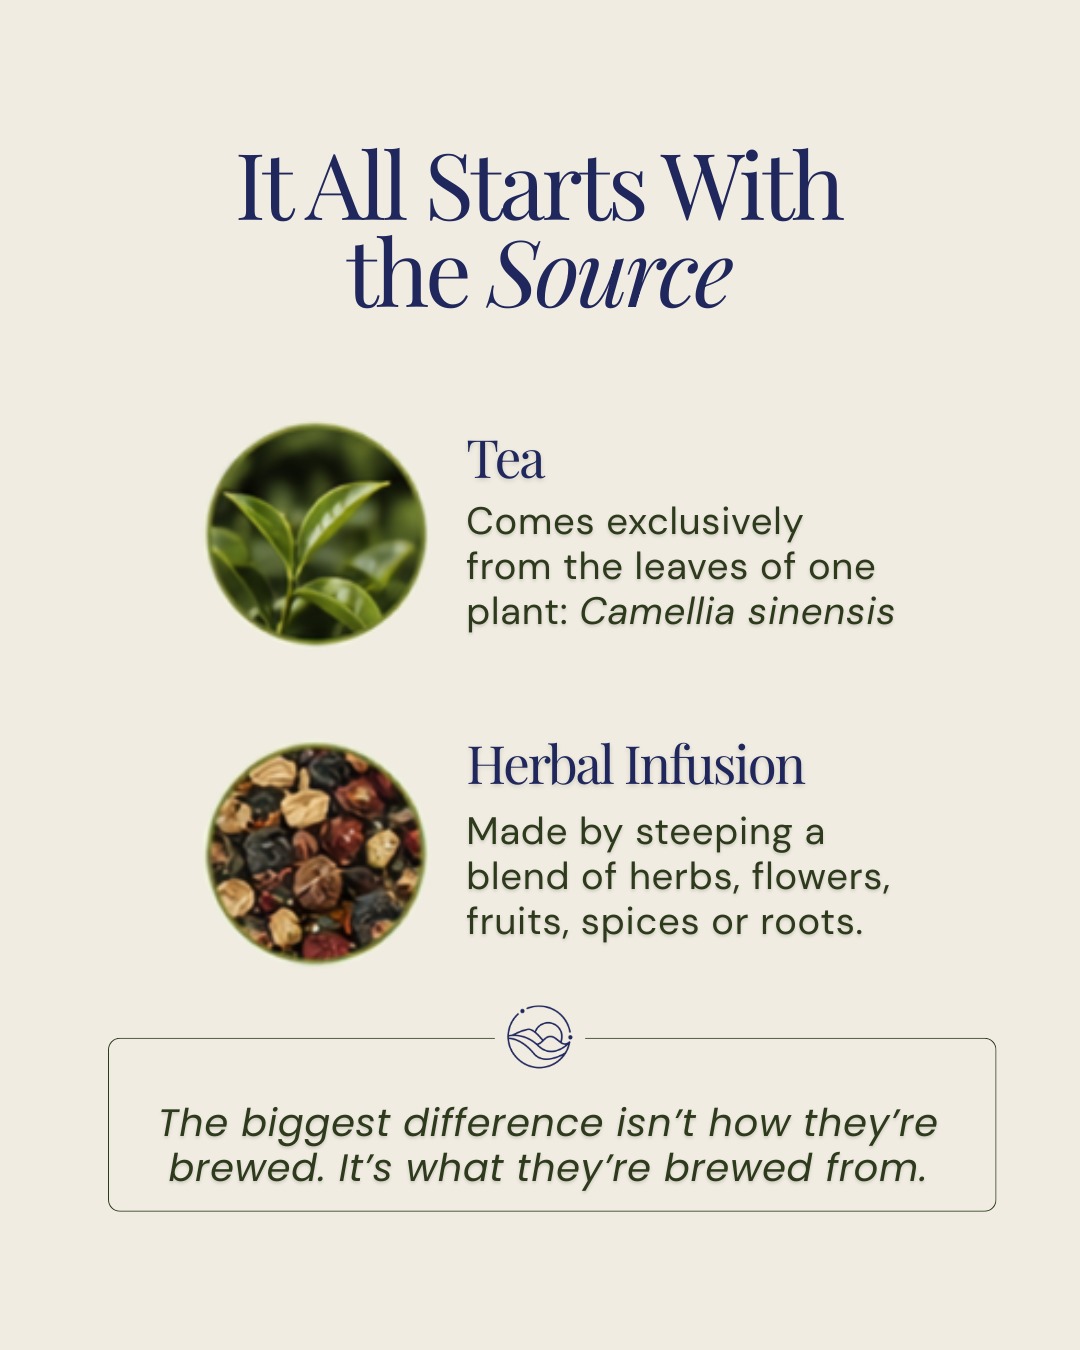 It All Starts With
the Source
Tea
Comes exclusively
from the leaves of one
plant: Camellia sinensis
Herbal Infusion
Made by steeping a
blend of herbs, flowers,
fruits, spices or roots.
The biggest difference isn’t how they’re
brewed. It’s what they’re brewed from.